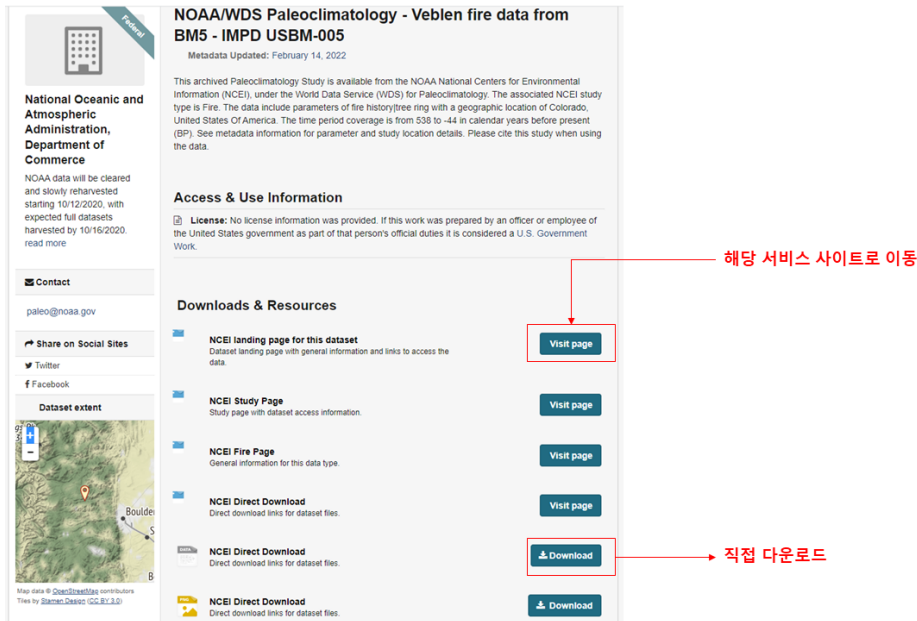 Federal
National Oceanic and
Atmospheric
Administration,
Department of
Commerce
NOAA data will be cleared
and slowly reharvested
starting 10/12/2020, with
expected full datasets
harvested by 10/16/2020.
read more
Contact
paleo@noaa.gov
Share on Social Sites
Twitter
Facebook
Dataset extent
+
−
Boulder
Map data © OpenStreetMap contributors
Tiles by Stamen Design (CC BY 3.0)
NOAA/WDS Paleoclimatology - Veblen fire data from
BM5 - IMPD USBM-005
Metadata Updated: February 14, 2022
This archived Paleoclimatology Study is available from the NOAA National Centers for Environmental
Information (NCEI), under the World Data Service (WDS) for Paleoclimatology. The associated NCEI study
type is Fire. The data include parameters of fire history|tree ring with a geographic location of Colorado,
United States Of America. The time period coverage is from 538 to -44 in calendar years before present
(BP). See metadata information for parameter and study location details. Please cite this study when using
the data.
Access & Use Information
License: No license information was provided. If this work was prepared by an officer or employee of
the United States government as part of that person's official duties it is considered a U.S. Government
Work.
Downloads & Resources
NCEI landing page for this dataset
Dataset landing page with general information and links to access the
data.
Visit page
NCEI Study Page
Study page with dataset access information.
Visit page
NCEI Fire Page
General information for this data type.
Visit page
NCEI Direct Download
Direct download links for dataset files.
Visit page
DATA
NCEI Direct Download
Direct download links for dataset files.
Download
PNG
NCEI Direct Download
Direct download links for dataset files.
Download
해당 서비스 사이트로 이동
직접 다운로드